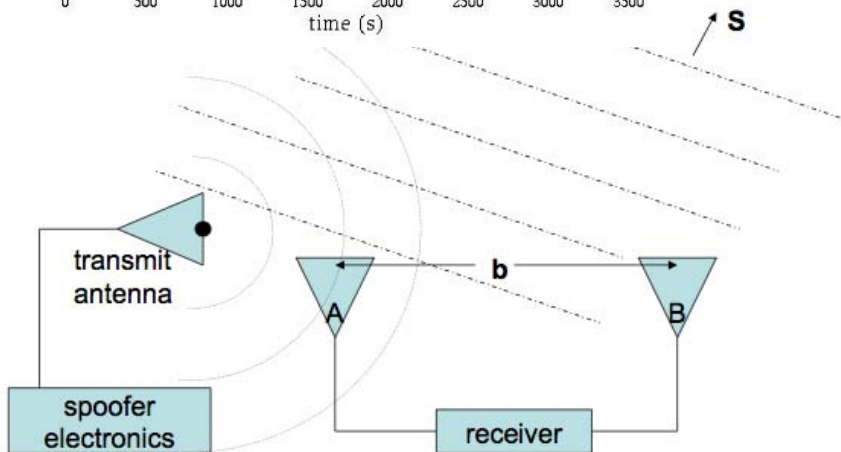 0 500 1000 1500 2000 2500 3000 3500
time (s)
S
transmit
antenna
b
A
B
spoofer
electronics
receiver